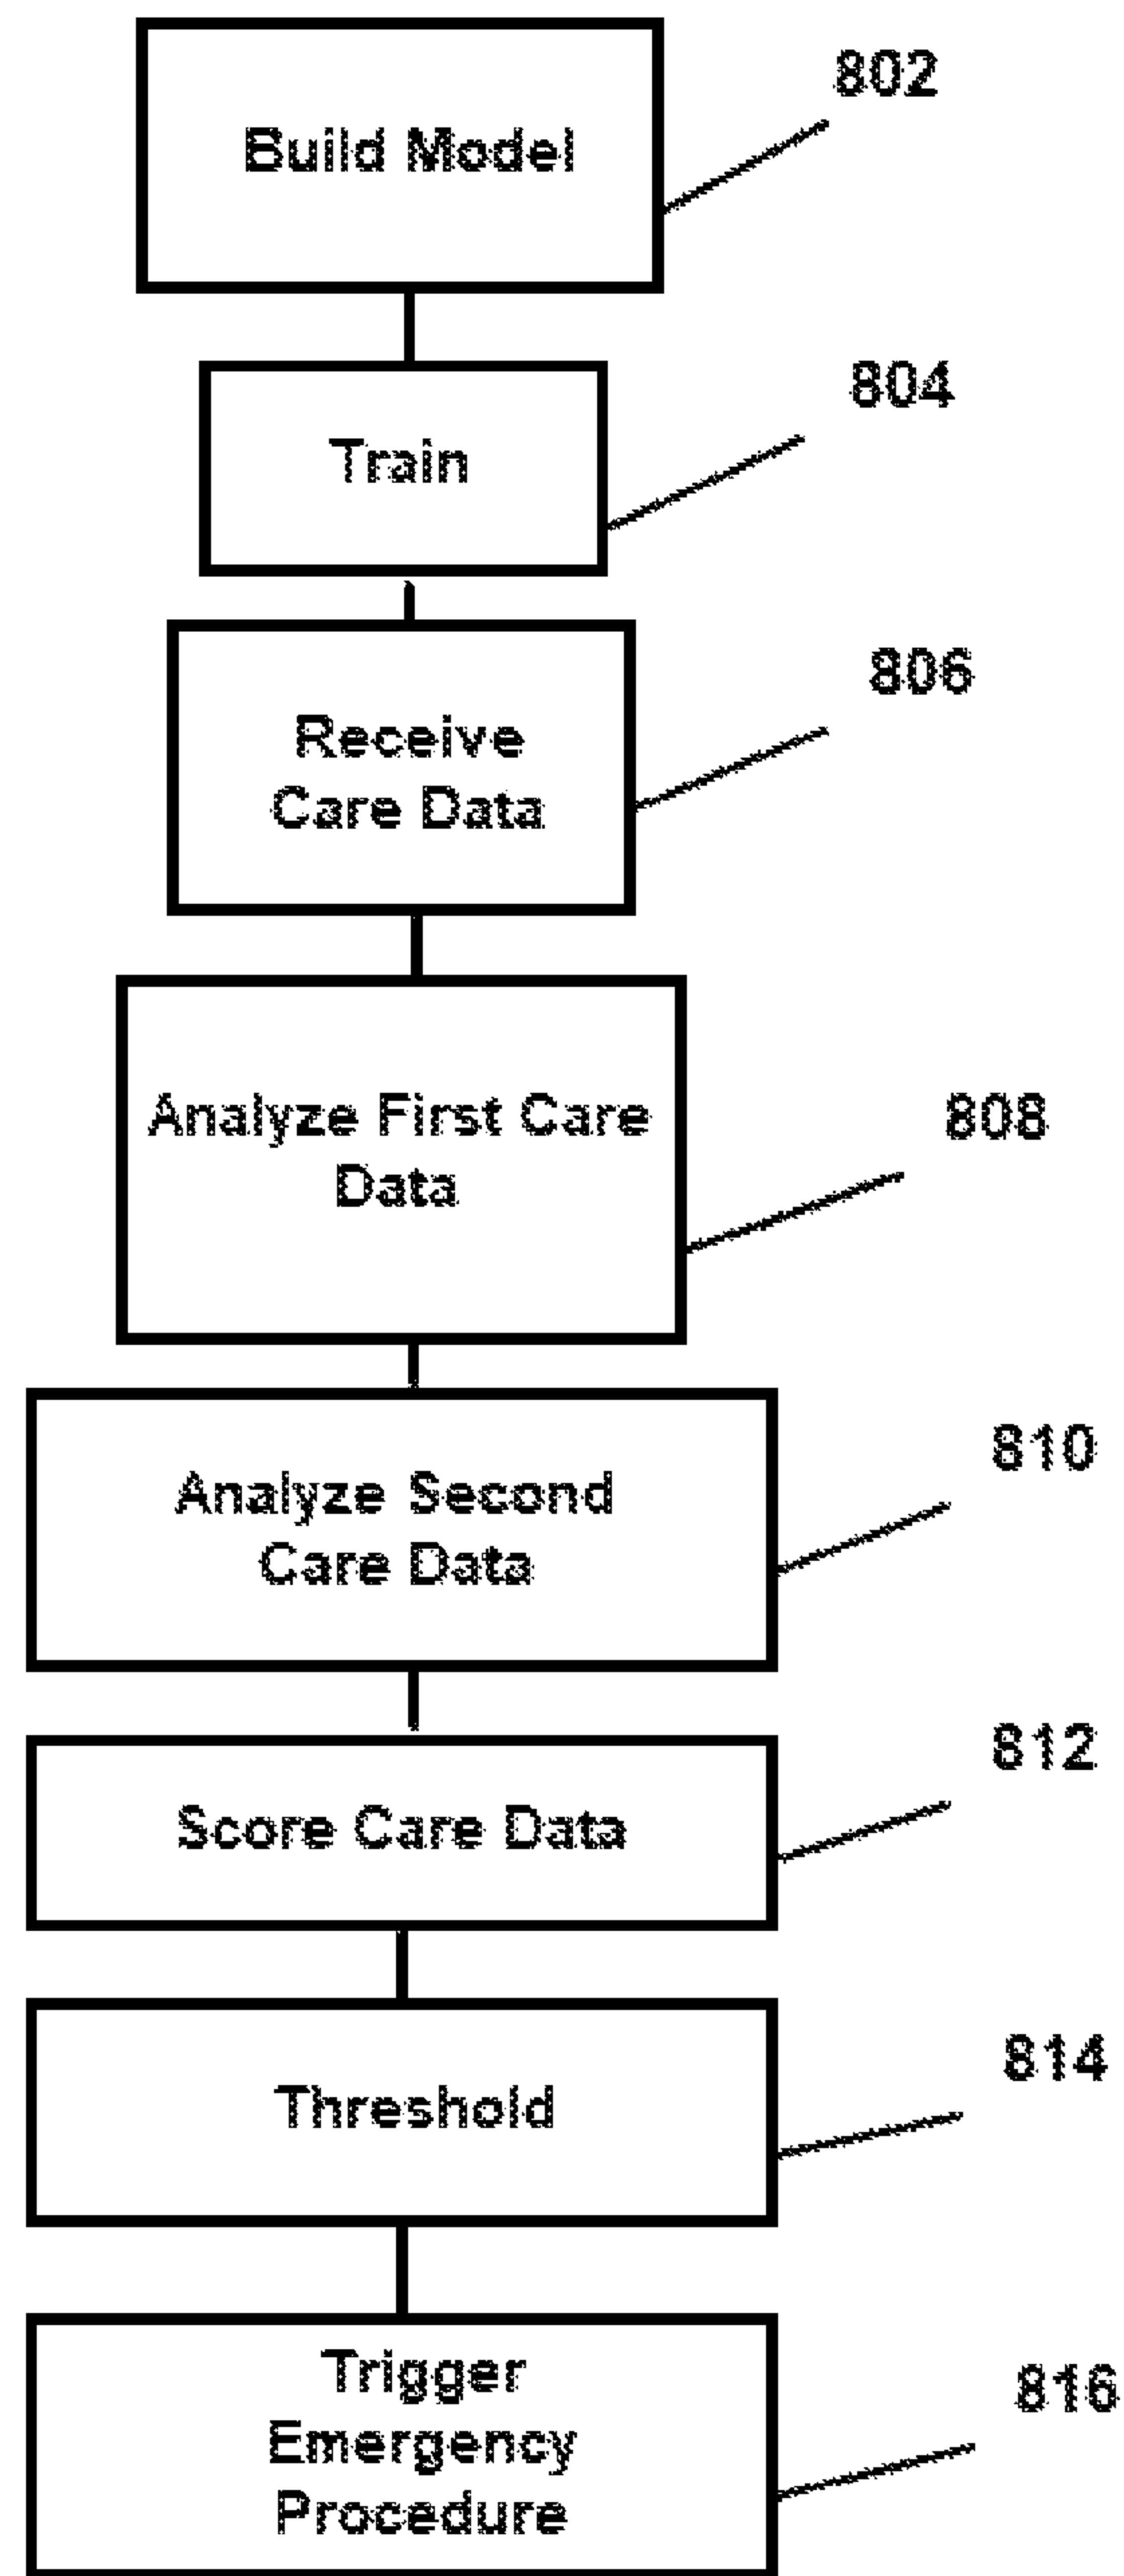 802
Build Model
804
Train
806
Receive
Care Data
808
Analyze First Care
Data
810
Analyze Second
Care Data
812
Score Care Data
814
Threshold
816
Trigger
Emergency
Procedure